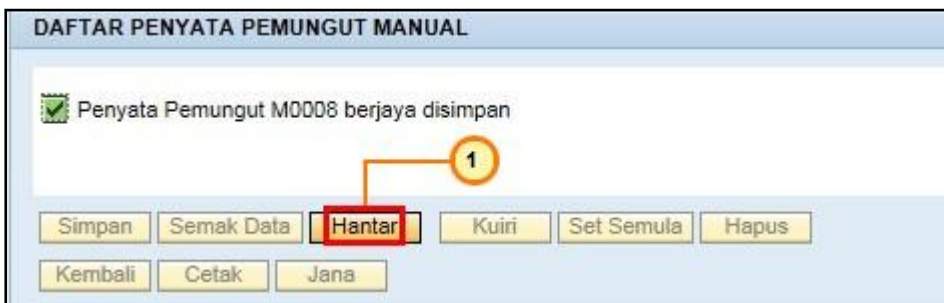 DAFTAR PENYATA PEMUNGUT MANUAL
Penyata Pemungut M0008 berjaya disimpan
1
Simpan Semak Data Hantar Kuiri Set Semula Hapus
Kembali Cetak Jana